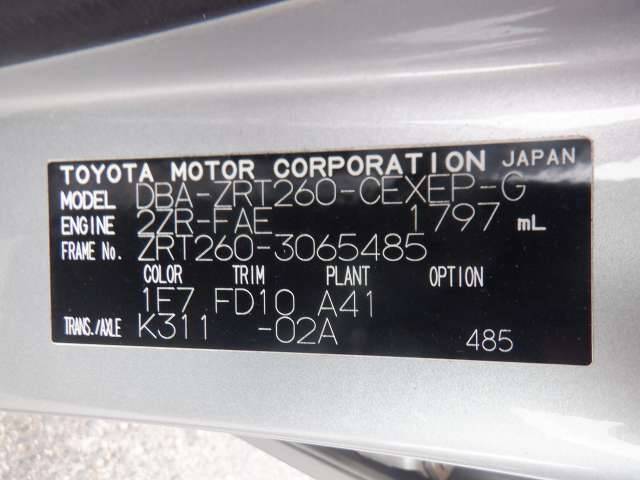 TOYOTA MOTOR CORPORATION JAPAN
MODEL DBA-ZRT260-CEXEP-G
ENGINE 2ZR-FAE 1797 mL
FRAME No. ZRT260-3065485
COLOR TRIM PLANT OPTION
1E7 FD10 A41
TRANS./AXLE K311 -02A 485